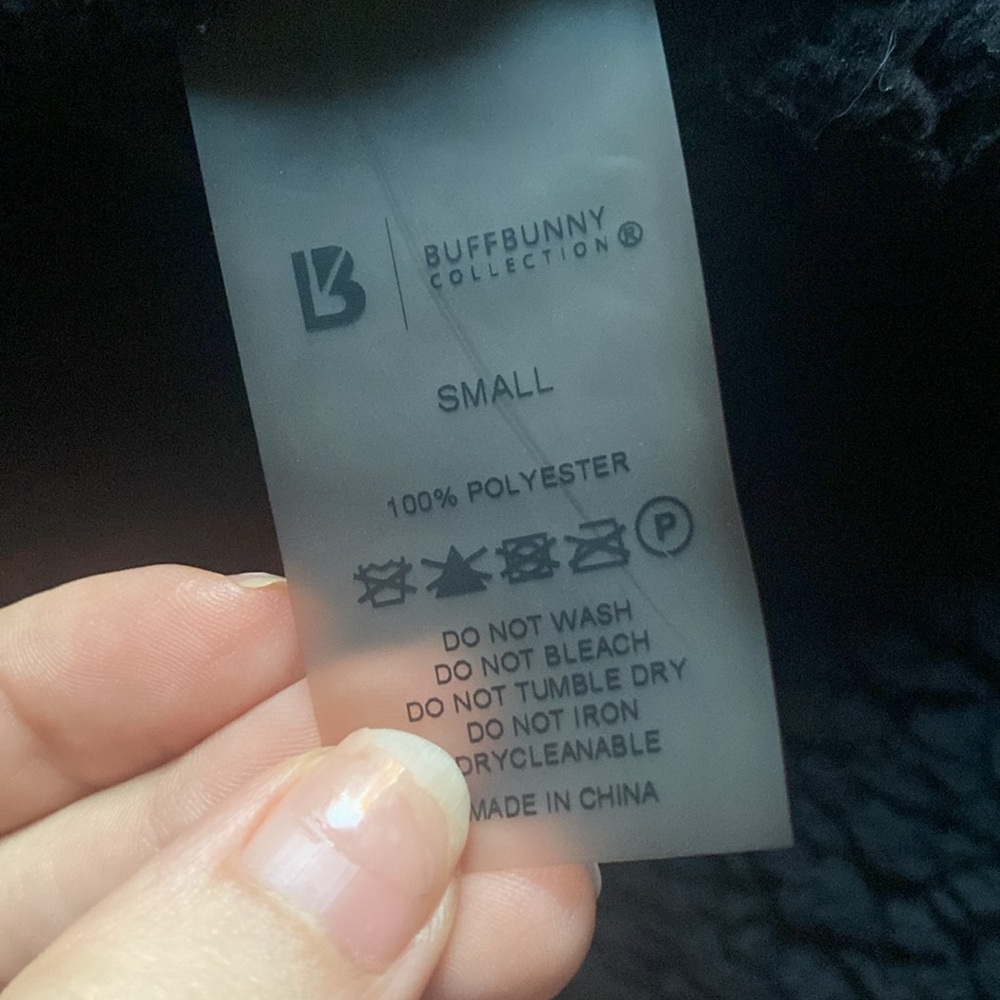 B
BUFFBUNNY
COLLECTION®
SMALL
100% POLYESTER
P
DO NOT WASH
DO NOT BLEACH
DO NOT TUMBLE DRY
DO NOT IRON
DRYCLEANABLE
MADE IN CHINA